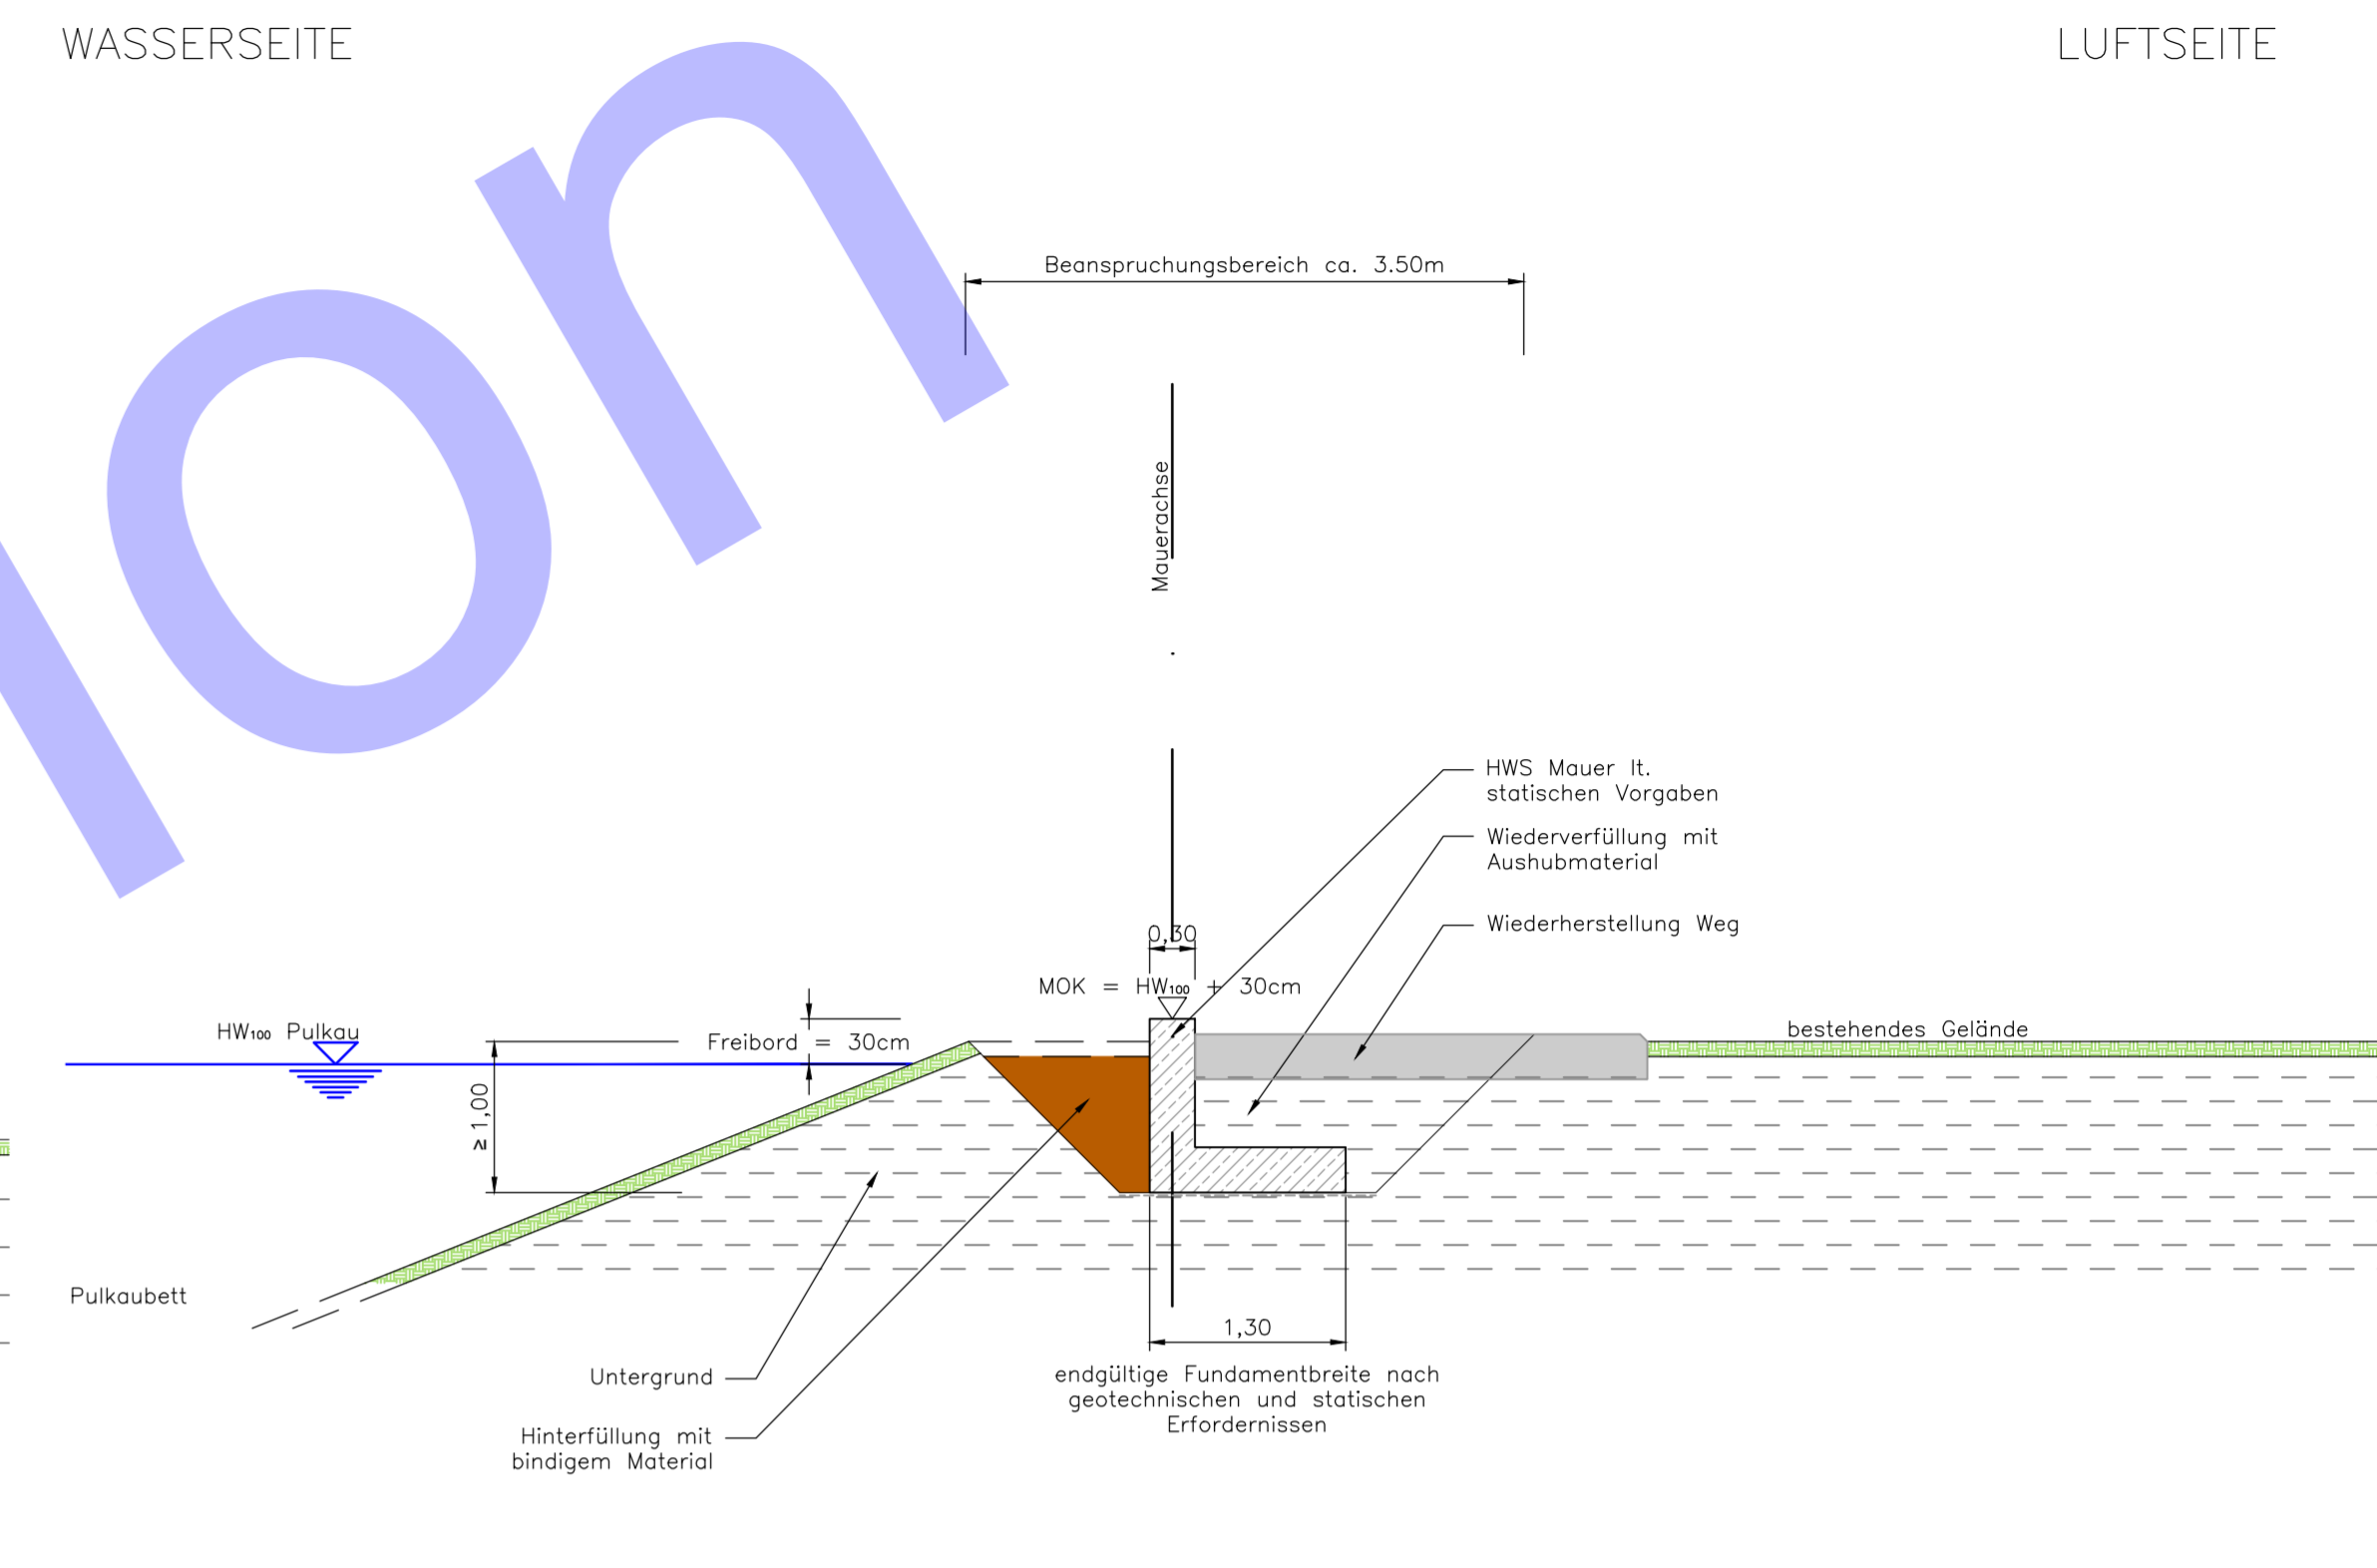 WASSERSEITE
LUFTSEITE
Beanspruchungsbereich ca. 3.50m
Mauerachse
HWS Mauer lt.
statischen Vorgaben
Wiederverfüllung mit
Aushubmaterial
Wiederherstellung Weg
0,30
MOK = HW₁₀₀ + 30cm
HW₁₀₀ Pulkau
Freibord = 30cm
bestehendes Gelände
≥1,00
Pulkaubett
1,30
Untergrund
endgültige Fundamentbreite nach
geotechnischen und statischen
Erfordernissen
Hinterfüllung mit
bindigem Material